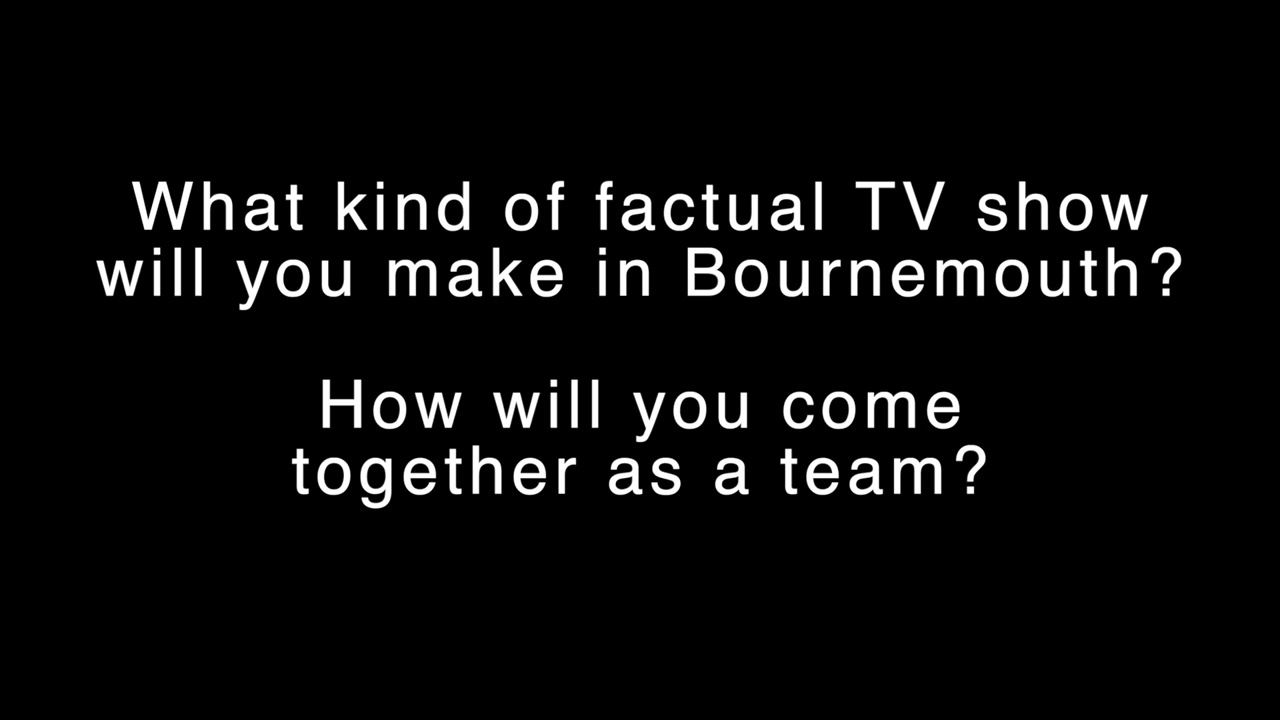 What kind of factual TV show
will you make in Bournemouth?
How will you come
together as a team?